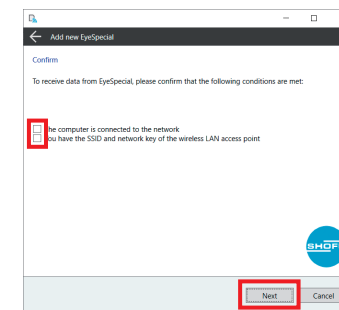 Add new EyeSpecial
Confirm
To receive data from EyeSpecial, please confirm that the following conditions are met:
he computer is connected to the network
ou have the SSID and network key of the wireless LAN access point
SHOF
Next
Cancel